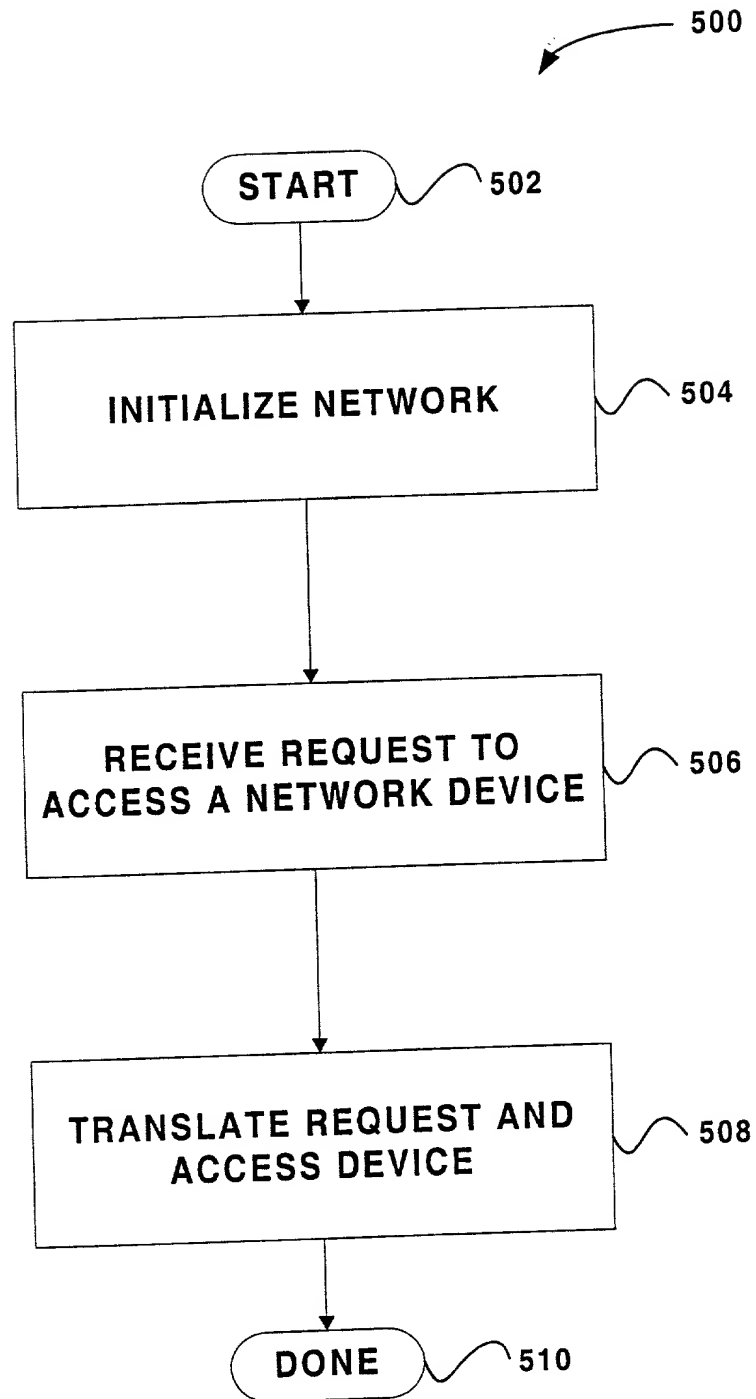 500
START 502
INITIALIZE NETWORK 504
RECEIVE REQUEST TO
ACCESS A NETWORK DEVICE 506
TRANSLATE REQUEST AND
ACCESS DEVICE 508
DONE 510